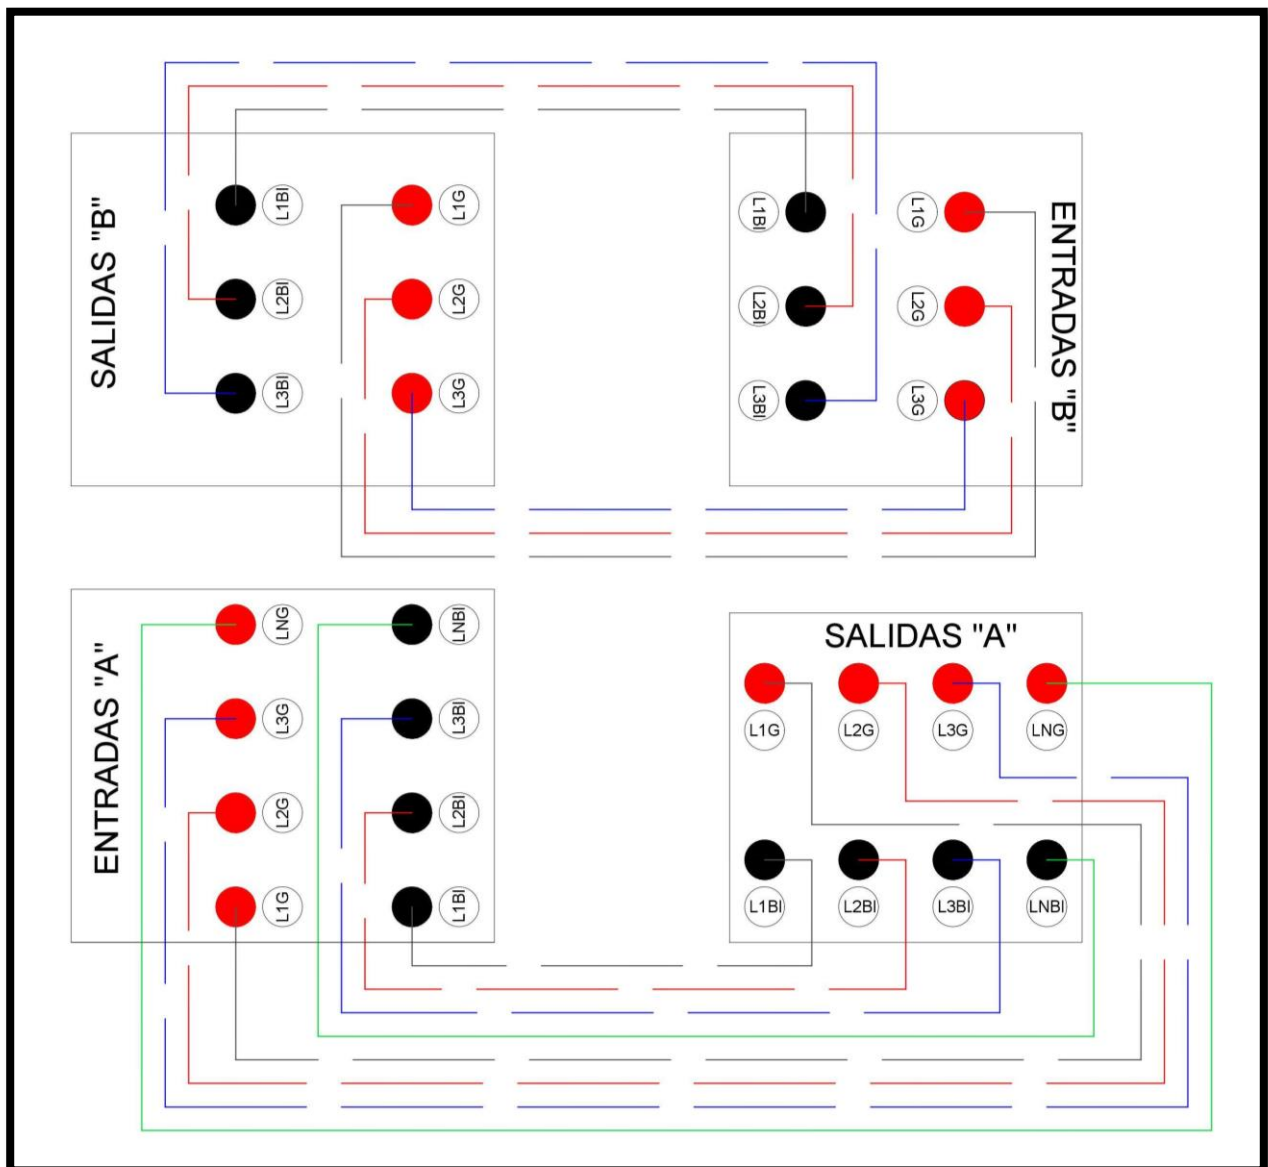 SALIDAS "B"
L1BI
L1G
L2BI
L2G
L3BI
L3G
ENTRADAS "B"
L1BI
L1G
L2BI
L2G
L3BI
L3G
ENTRADAS "A"
LNG
LNBI
L3G
L3BI
L2G
L2BI
L1G
L1BI
SALIDAS "A"
L1G L2G L3G LNG
L1BI L2BI L3BI LNBI